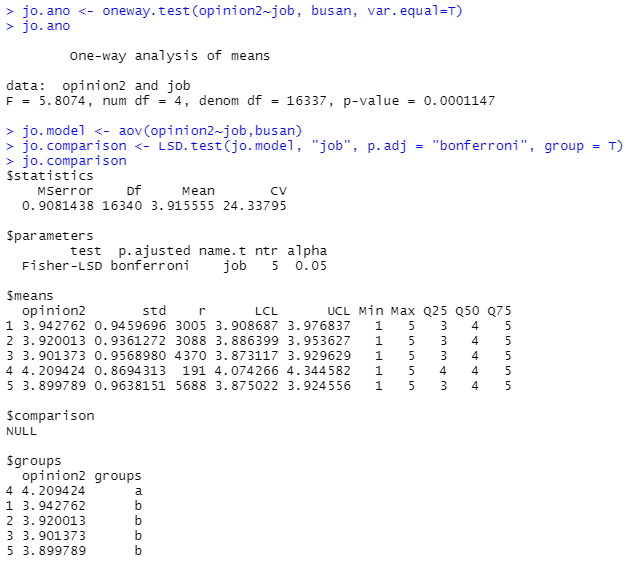 > jo.ano <- oneway.test(opinion2~job, busan, var.equal=T)
> jo.ano
One-way analysis of means
data:  opinion2 and job
F = 5.8074, num df = 4, denom df = 16337, p-value = 0.0001147
> jo.model <- aov(opinion2~job,busan)
> jo.comparison <- LSD.test(jo.model, "job", p.adj = "bonferroni", group = T)
> jo.comparison
$statistics
MSerror    Df     Mean       CV
0.9081438 16340 3.915555 24.33795
$parameters
test  p.ajusted name.t ntr alpha
Fisher-LSD bonferroni    job   5  0.05
$means
opinion2       std    r      LCL      UCL Min Max Q25 Q50 Q75
1 3.942762 0.9459696 3005 3.908687 3.976837   1   5   3   4   5
2 3.920013 0.9361272 3088 3.886399 3.953627   1   5   3   4   5
3 3.901373 0.9568980 4370 3.873117 3.929629   1   5   3   4   5
4 4.209424 0.8694313  191 4.074266 4.344582   1   5   4   4   5
5 3.899789 0.9638151 5688 3.875022 3.924556   1   5   3   4   5
$comparison
NULL
$groups
opinion2 groups
4 4.209424      a
1 3.942762      b
2 3.920013      b
3 3.901373      b
5 3.899789      b